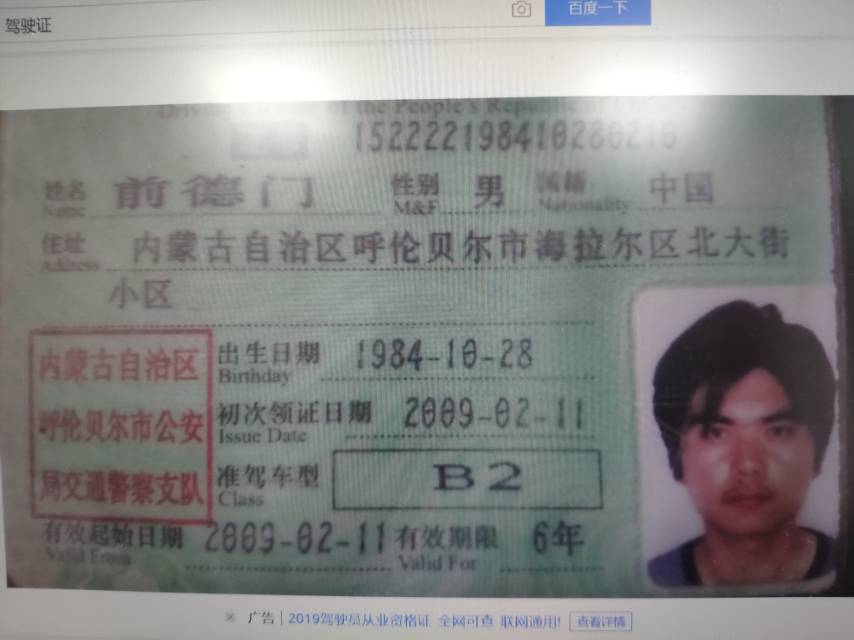 百度一下
驾驶证
the People's Republic of
152222198410280210
姓名 前德门 性别 男 国籍 中国
Name M&F Nationality
住址 内蒙古自治区呼伦贝尔市海拉尔区北大街
Address
小区
内蒙古自治区 出生日期 1984-10-28
Birthday
呼伦贝尔市公安 初次领证日期 2009-02-11
Issue Date
局交通警察支队 准驾车型 B2
Class
有效起始日期 2009-02-11 有效期限 6年
Valid From Valid For
广告 2019驾驶员从业资格证 全网可查 联网通用! 查看详情